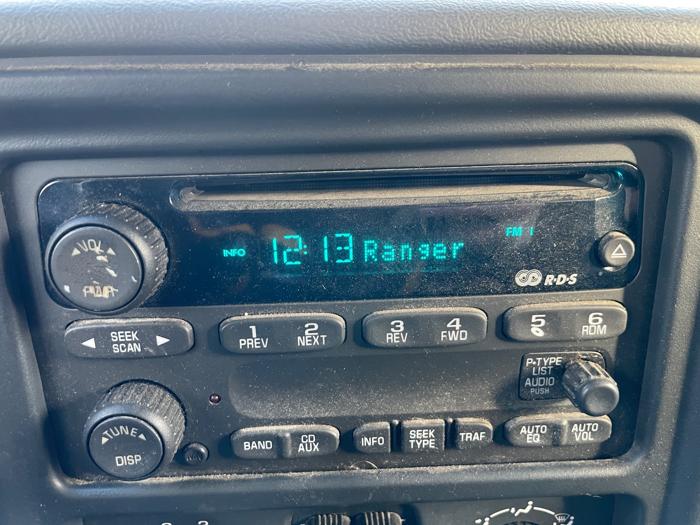 FM 1
INFO 12:13 Ranger
R·D·S
VOL
SEEK SCAN
1 PREV 2 NEXT
3 REV 4 FWD
5 6 RDM
P-TYPE
LIST
AUDIO
PUSH
TUNE
DISP
BAND CD AUX
INFO SEEK TYPE TRAF
AUTO EQ AUTO VOL